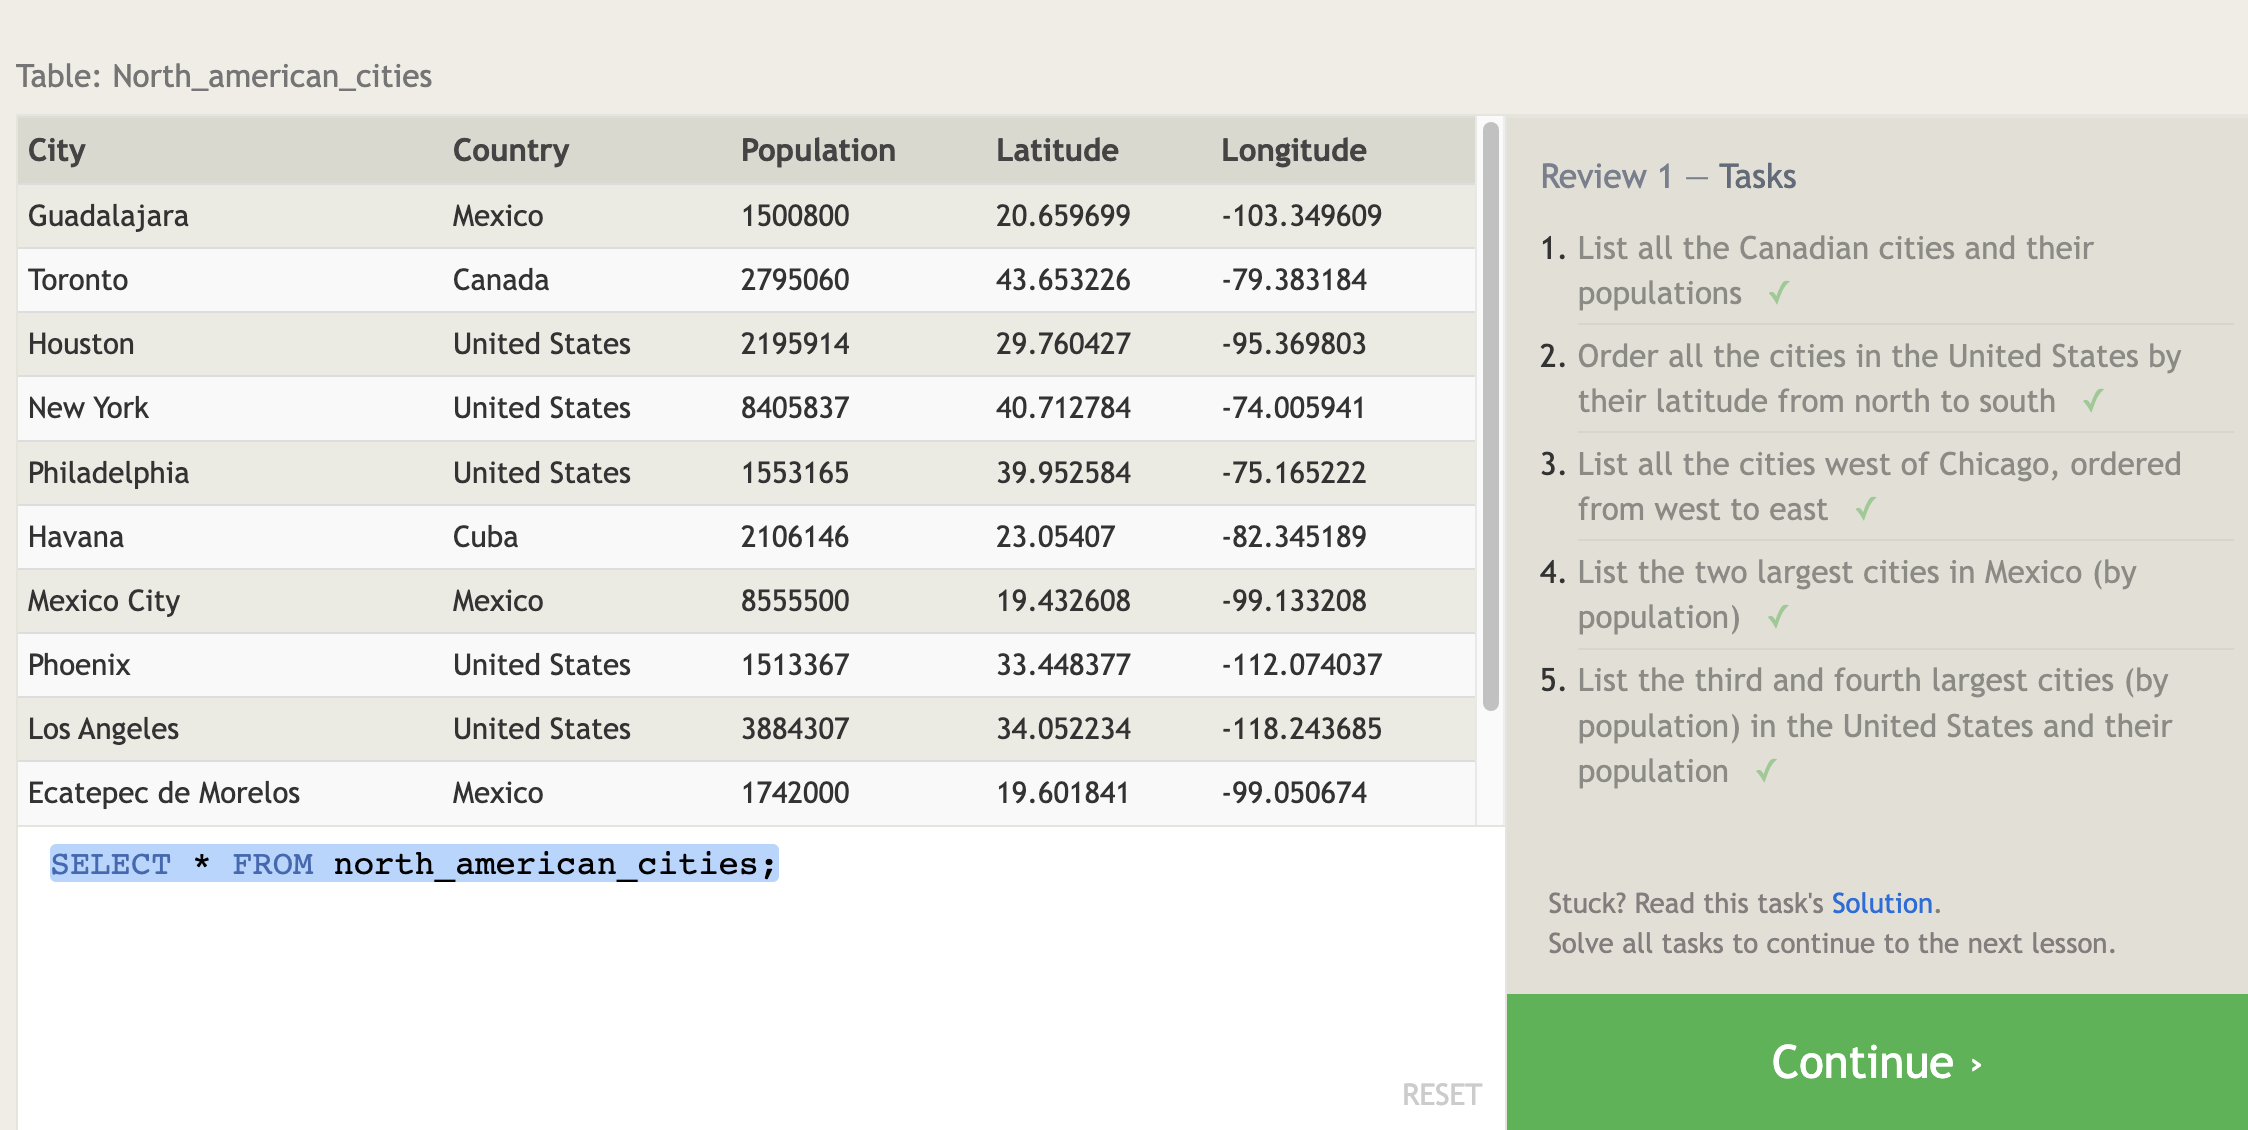 Table: North_american_cities
City Country Population Latitude Longitude
Guadalajara Mexico 1500800 20.659699 -103.349609
Toronto Canada 2795060 43.653226 -79.383184
Houston United States 2195914 29.760427 -95.369803
New York United States 8405837 40.712784 -74.005941
Philadelphia United States 1553165 39.952584 -75.165222
Havana Cuba 2106146 23.05407 -82.345189
Mexico City Mexico 8555500 19.432608 -99.133208
Phoenix United States 1513367 33.448377 -112.074037
Los Angeles United States 3884307 34.052234 -118.243685
Ecatepec de Morelos Mexico 1742000 19.601841 -99.050674
SELECT * FROM north_american_cities;
RESET
Review 1 — Tasks
1. List all the Canadian cities and their
populations ✓
2. Order all the cities in the United States by
their latitude from north to south ✓
3. List all the cities west of Chicago, ordered
from west to east ✓
4. List the two largest cities in Mexico (by
population) ✓
5. List the third and fourth largest cities (by
population) in the United States and their
population ✓
Stuck? Read this task's Solution.
Solve all tasks to continue to the next lesson.
Continue ›